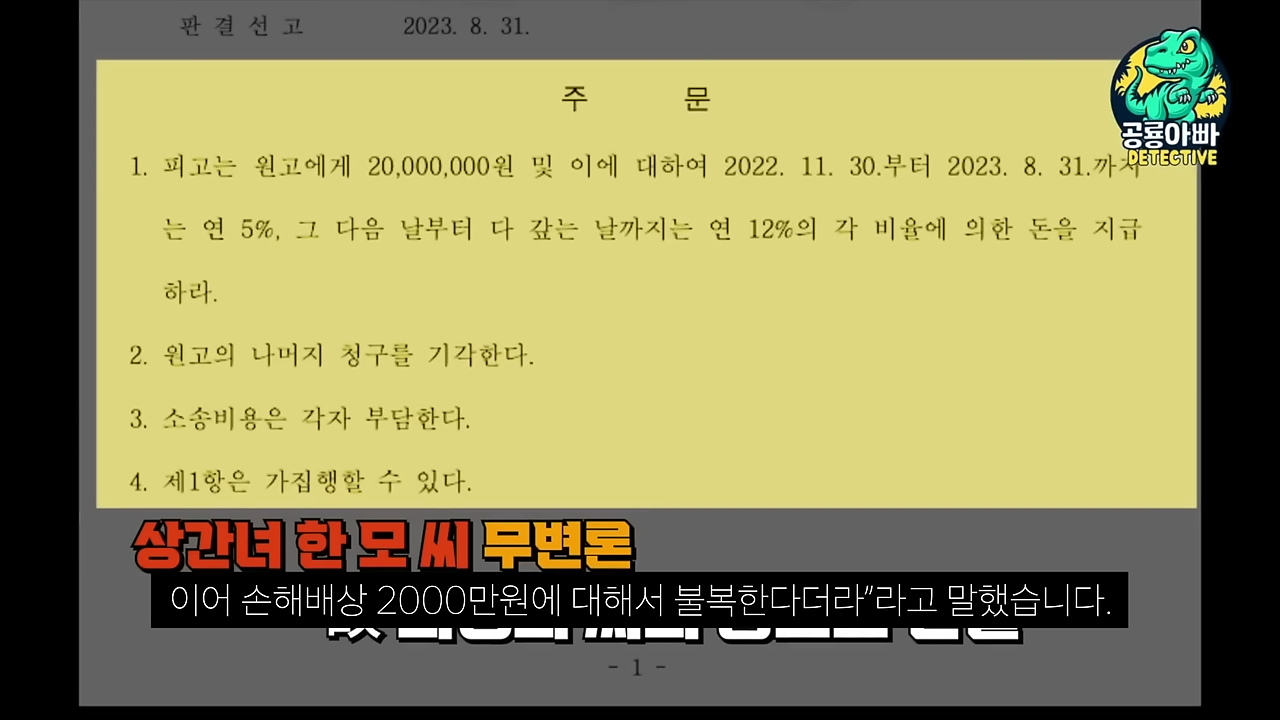 판 결 선 고 2023. 8. 31.
공룡아빠
DETECTIVE
주 문
1. 피고는 원고에게 20,000,000원 및 이에 대하여 2022. 11. 30.부터 2023. 8. 31.까지
는 연 5%, 그 다음 날부터 다 갚는 날까지는 연 12%의 각 비율에 의한 돈을 지급
하라.
2. 원고의 나머지 청구를 기각한다.
3. 소송비용은 각자 부담한다.
4. 제1항은 가집행할 수 있다.
상간녀 한 모 씨 무변론
이어 손해배상 2000만원에 대해서 불복한다더라”라고 말했습니다.
- 1 -